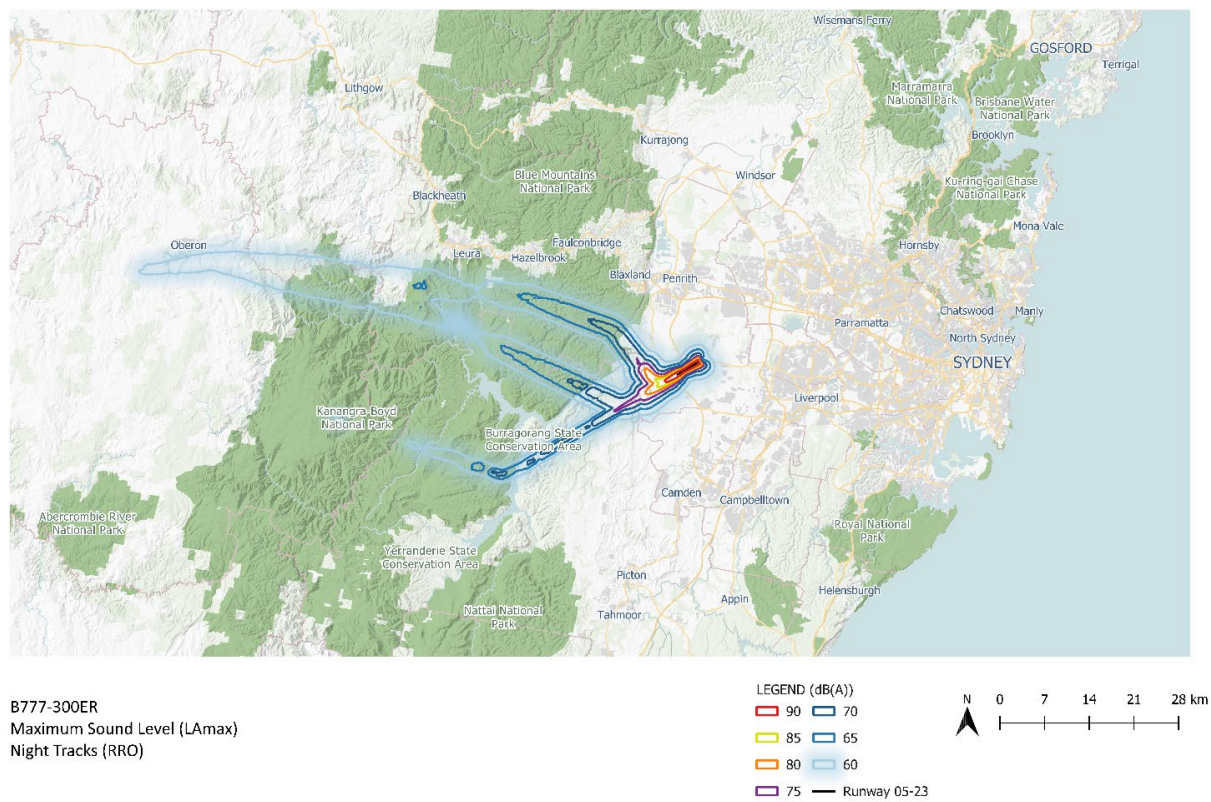 Wisemans Ferry
GOSFORD
Terrigal
Lithgow
Marramarra
National Park
Brisbane Water
National Park
Brooklyn
Kurrajong
Blue Mountains
National Park
Windsor
Ku-ring-gai Chase
National Park
Blackheath
Mona Vale
Oberon
Leura
Faulconbridge
Hazelbrook
Hornsby
Blaxland
Penrith
Chatswood
Manly
Parramatta
North Sydney
SYDNEY
Liverpool
Kanangra-Boyd
National Park
Burragorang State
Conservation Area
Camden
Campbelltown
Abercrombie River
National Park
Royal National
Park
Yerranderie State
Conservation Area
Picton
Appin
Helensburgh
Nattai National
Park
Tahmoor
B777-300ER
Maximum Sound Level (LAmax)
Night Tracks (RRO)
LEGEND (dB(A))
90 70
85 65
80 60
75 Runway 05-23
N 0 7 14 21 28 km